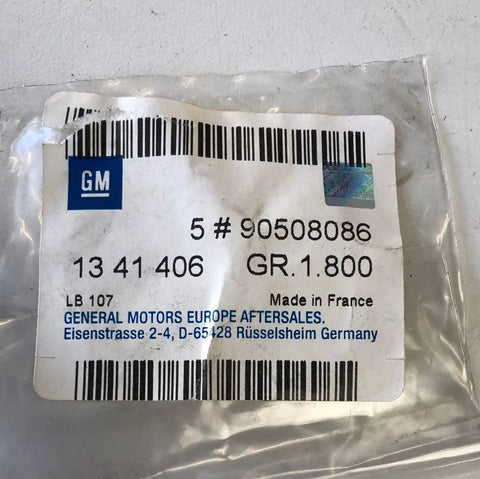 GM
5 # 90508086
13 41 406 GR.1.800
LB 107 Made in France
GENERAL MOTORS EUROPE AFTERSALES.
Eisenstrasse 2-4, D-65428 Rüsselsheim Germany